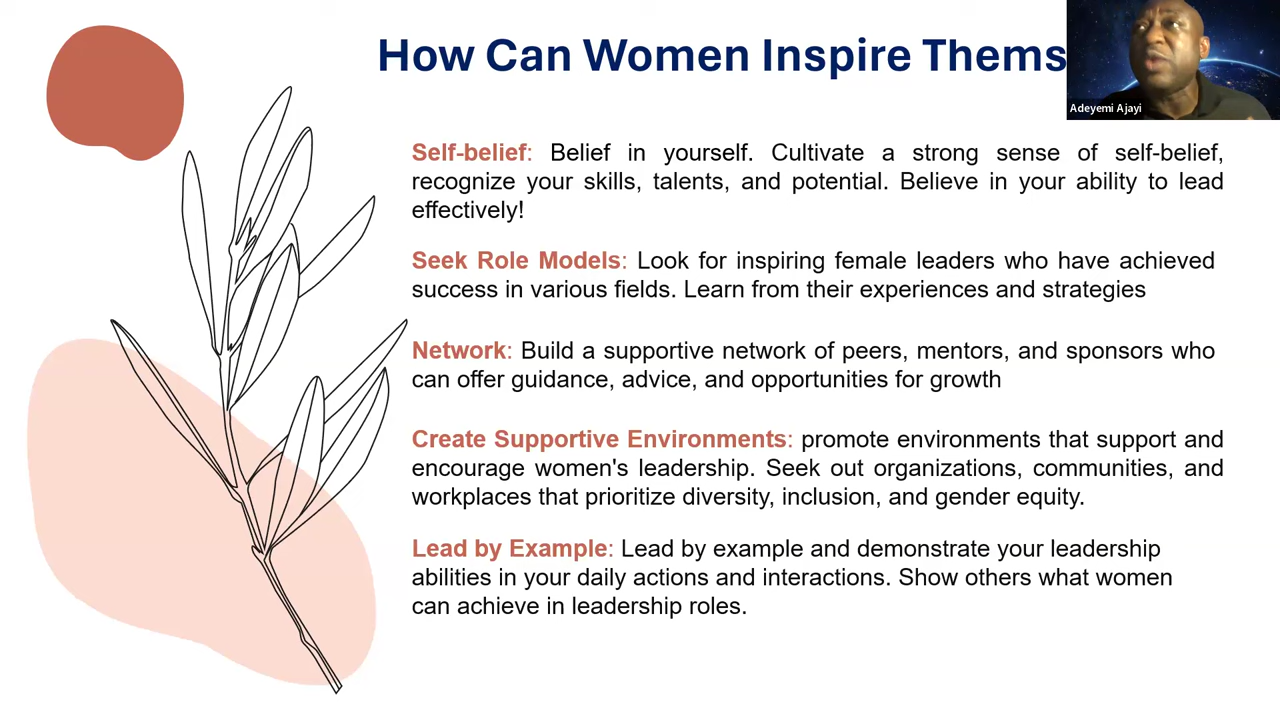 How Can Women Inspire Thems
Adeyemi Ajayi
Self-belief: Belief in yourself. Cultivate a strong sense of self-belief,
recognize your skills, talents, and potential. Believe in your ability to lead
effectively!
Seek Role Models: Look for inspiring female leaders who have achieved
success in various fields. Learn from their experiences and strategies
Network: Build a supportive network of peers, mentors, and sponsors who
can offer guidance, advice, and opportunities for growth
Create Supportive Environments: promote environments that support and
encourage women's leadership. Seek out organizations, communities, and
workplaces that prioritize diversity, inclusion, and gender equity.
Lead by Example: Lead by example and demonstrate your leadership
abilities in your daily actions and interactions. Show others what women
can achieve in leadership roles.